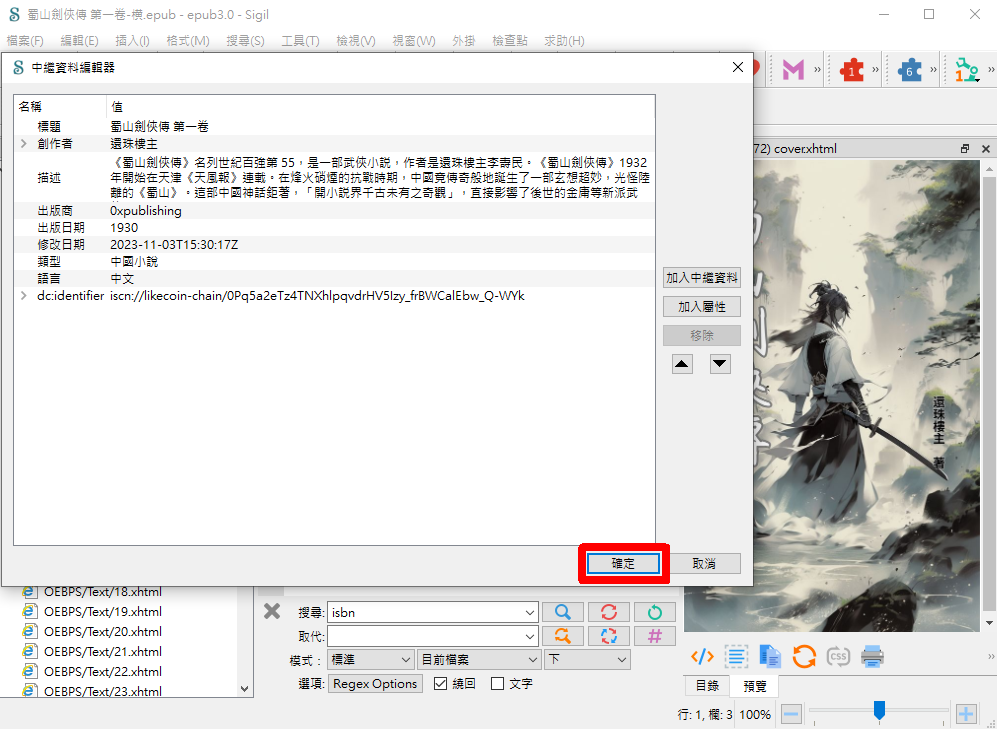 蜀山劍俠傳 第一卷-橫.epub - epub3.0 - Sigil
檔案(F) 編輯(E) 插入(I) 格式(M) 搜尋(S) 工具(T) 檢視(V) 視窗(W) 外掛 檢查點 求助(H)
中繼資料編輯器
名稱 值
標題 蜀山劍俠傳 第一卷
創作者 還珠樓主
描述 《蜀山劍俠傳》名列世紀百強第 55，是一部武俠小說，作者是還珠樓主李壽民。《蜀山劍俠傳》1932
年開始在天津《天風報》連載。在烽火硝煙的抗戰時期，中國竟傳奇般地誕生了一部玄想超妙，光怪陸
離的《蜀山》。這部中國神話鉅著，「開小說界千古未有之奇觀」，直接影響了後世的金庸等新派武
出版商 0xpublishing
出版日期 1930
修改日期 2023-11-03T15:30:17Z
類型 中國小說
語言 中文
dc:identifier iscn://likecoin-chain/0Pq5a2eTz4TNXhlpqvdrHV5Izy_frBWCalEbw_Q-WYk
加入中繼資料
加入屬性
移除
確定 取消
1
6
1
72) cover.xhtml
還珠樓主 著
OEBPS/Text/18.xhtml
OEBPS/Text/19.xhtml
OEBPS/Text/20.xhtml
OEBPS/Text/21.xhtml
OEBPS/Text/22.xhtml
OEBPS/Text/23.xhtml
搜尋: isbn
取代:
模式： 標準 目前檔案 下
選項: Regex Options 繞回 文字
css
目錄 預覽
行: 1, 欄: 3 100%